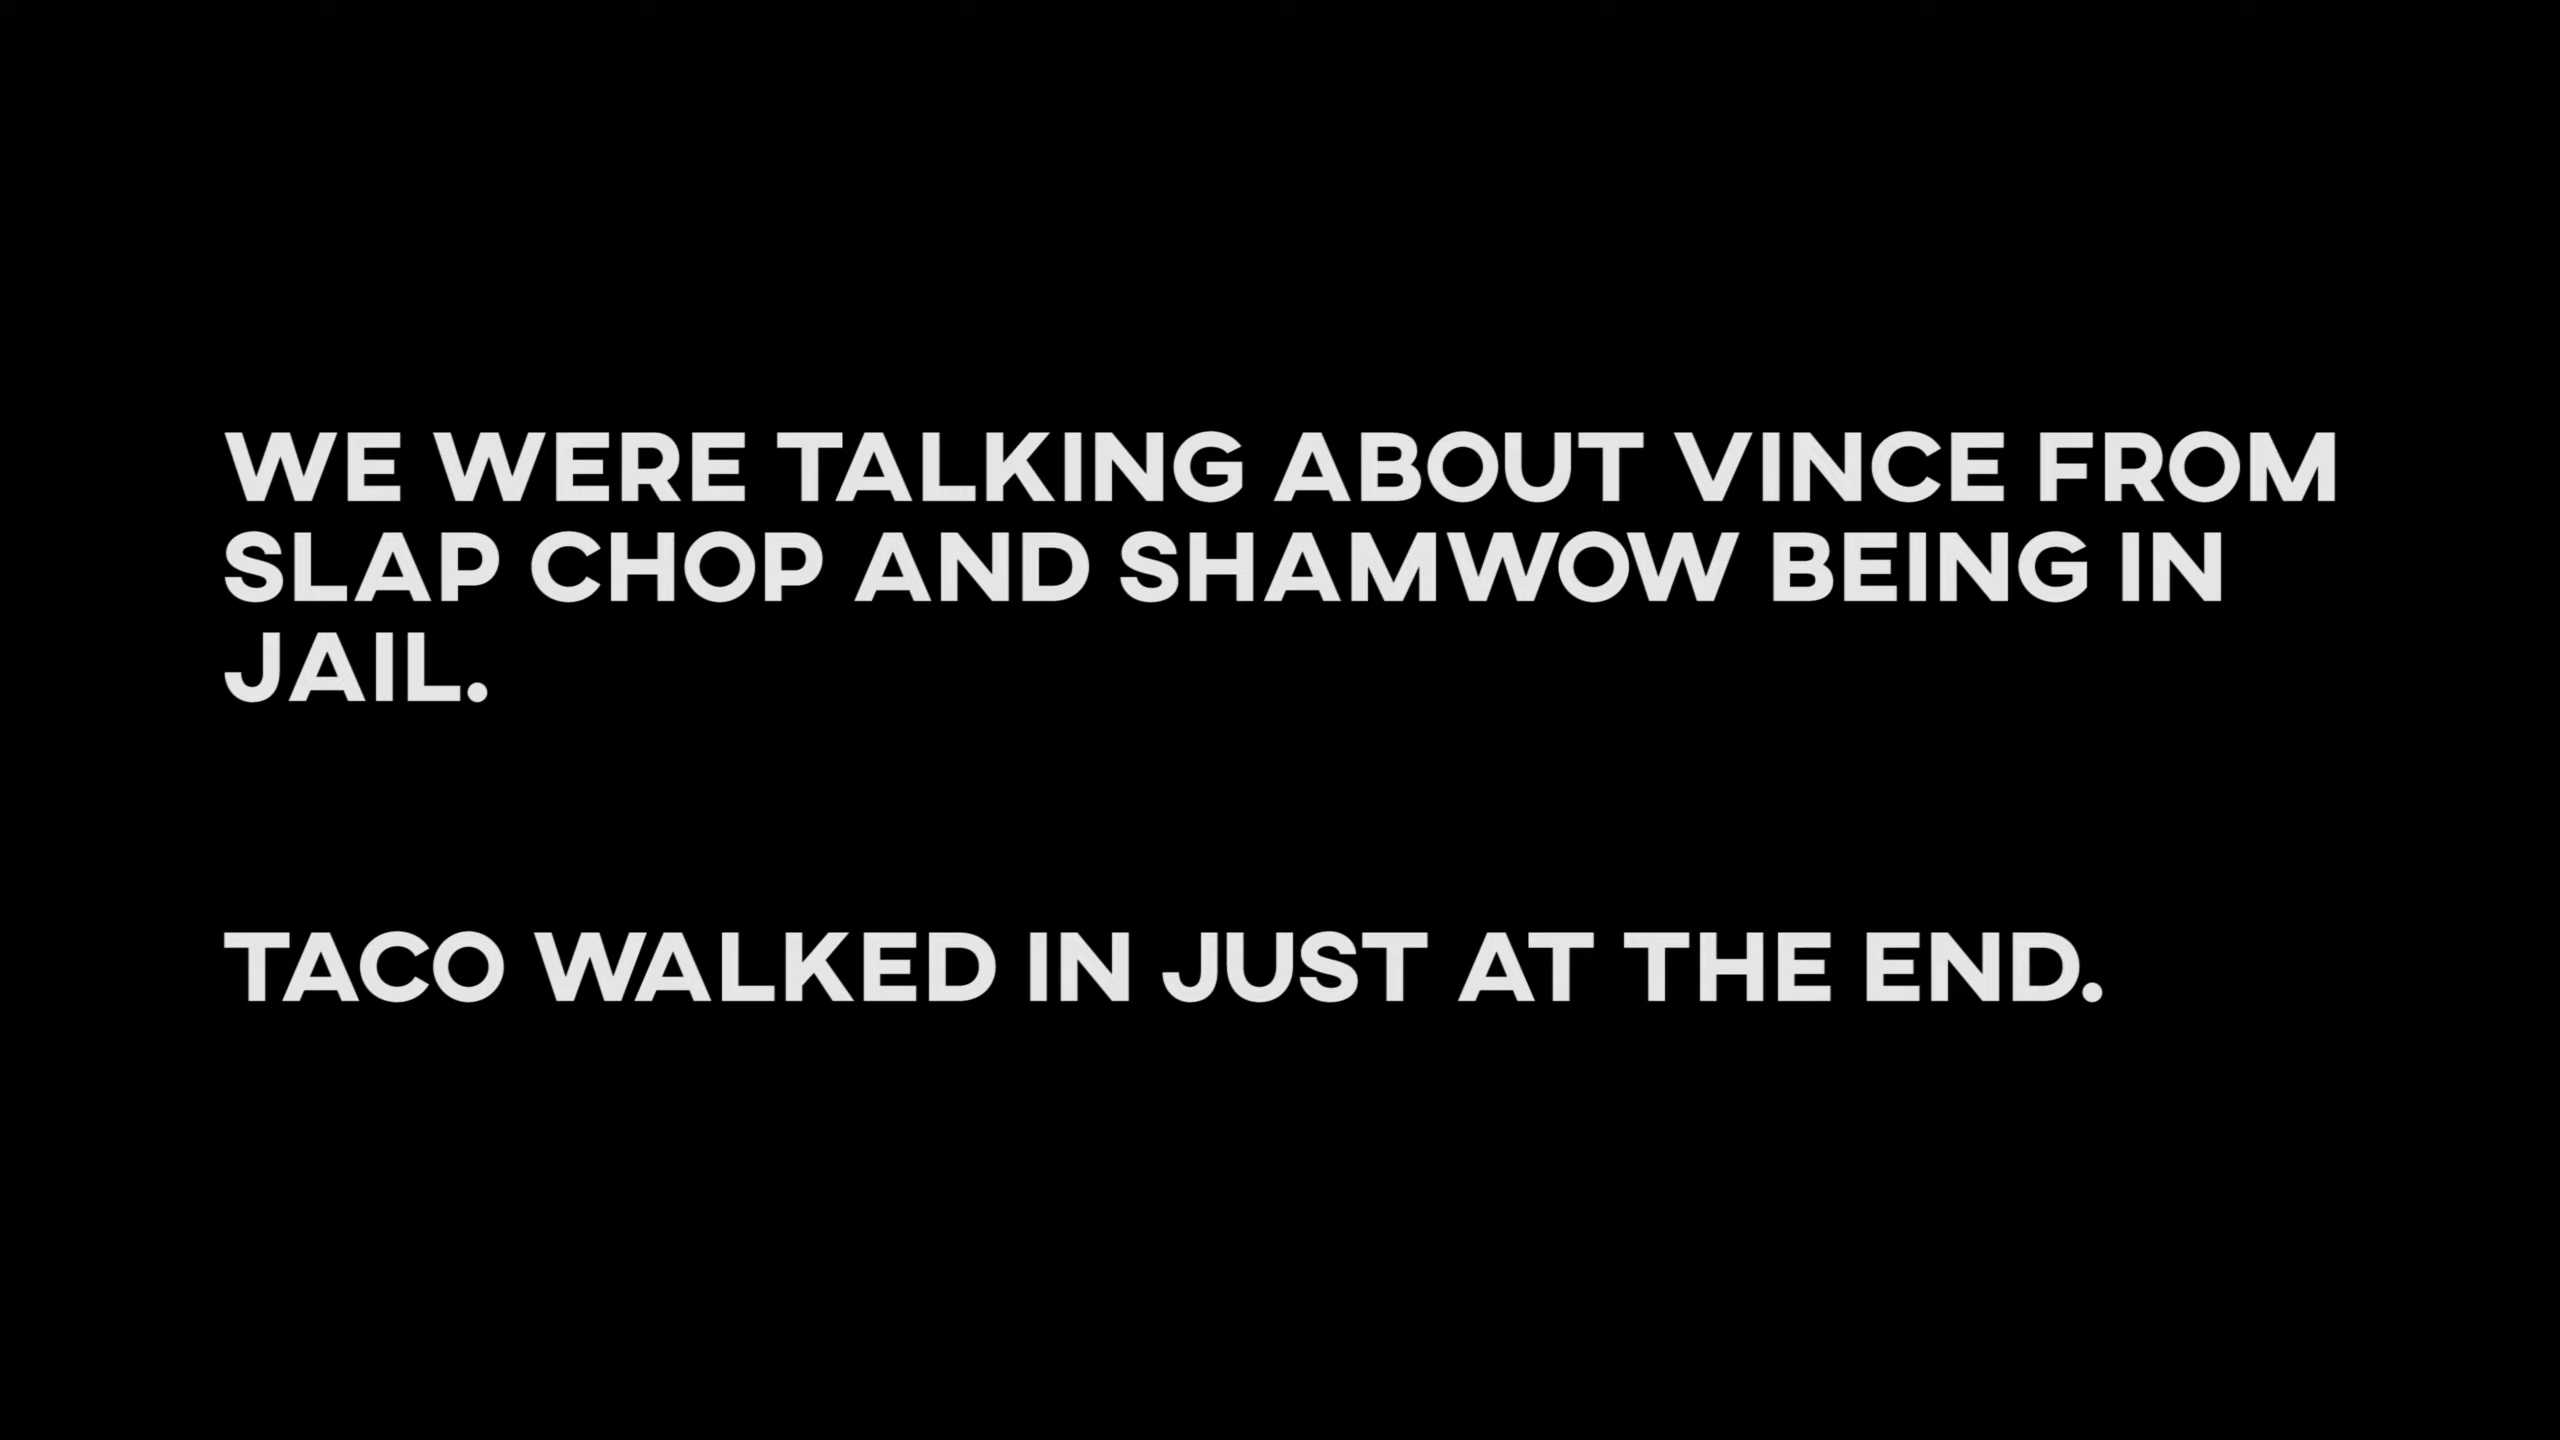 WE WERE TALKING ABOUT VINCE FROM
SLAP CHOP AND SHAMWOW BEING IN
JAIL.
TACO WALKED IN JUST AT THE END.